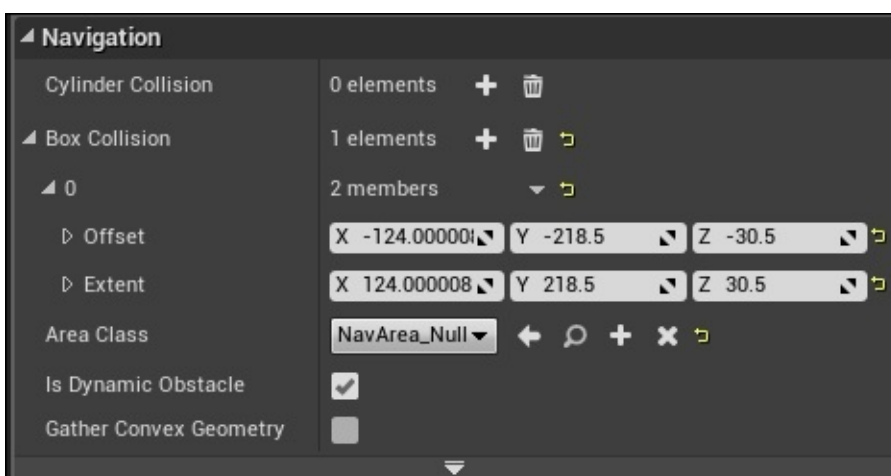 Navigation
Cylinder Collision 0 elements
Box Collision 1 elements
0 2 members
Offset X -124.000008 Y -218.5 Z -30.5
Extent X 124.000008 Y 218.5 Z 30.5
Area Class NavArea_Null
Is Dynamic Obstacle
Gather Convex Geometry